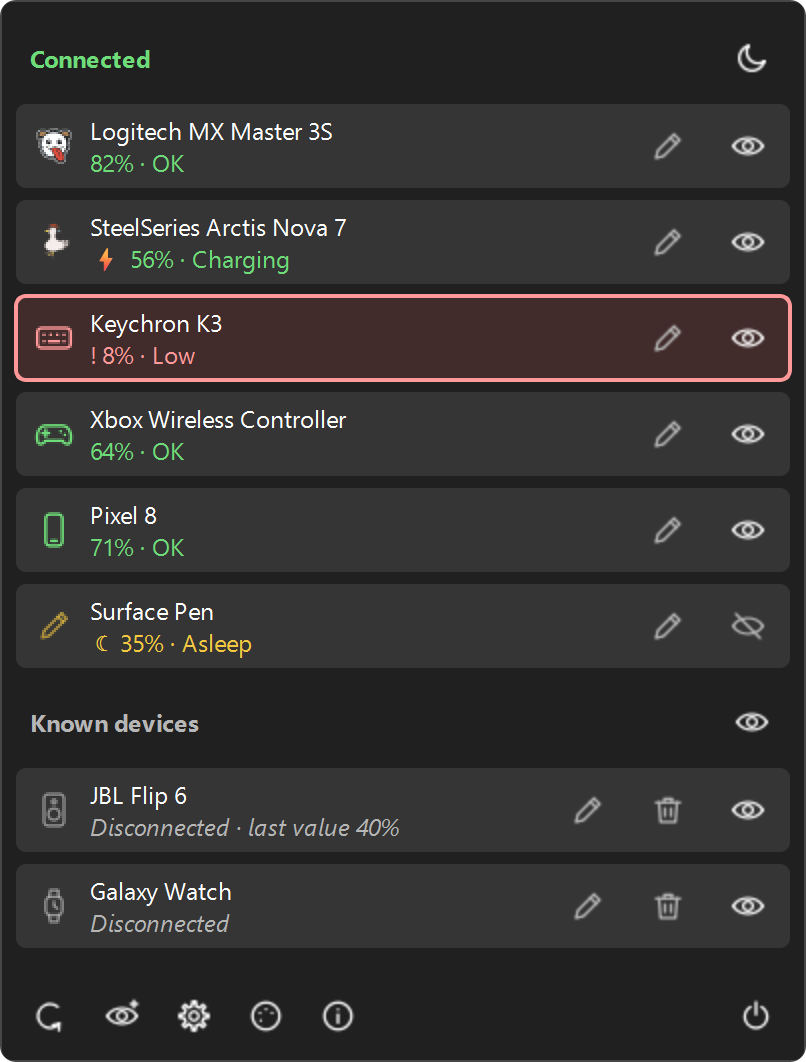 Connected
Logitech MX Master 3S
82% · OK
SteelSeries Arctis Nova 7
56% · Charging
Keychron K3
! 8% · Low
Xbox Wireless Controller
64% · OK
Pixel 8
71% · OK
Surface Pen
☾ 35% · Asleep
Known devices
JBL Flip 6
Disconnected · last value 40%
Galaxy Watch
Disconnected